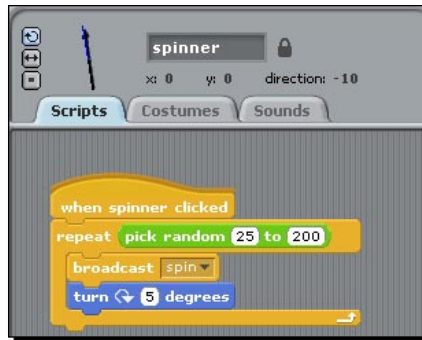 spinner
x: 0 y: 0 direction: -10
Scripts Costumes Sounds
when spinner clicked
repeat pick random 25 to 200
broadcast spin
turn 5 degrees